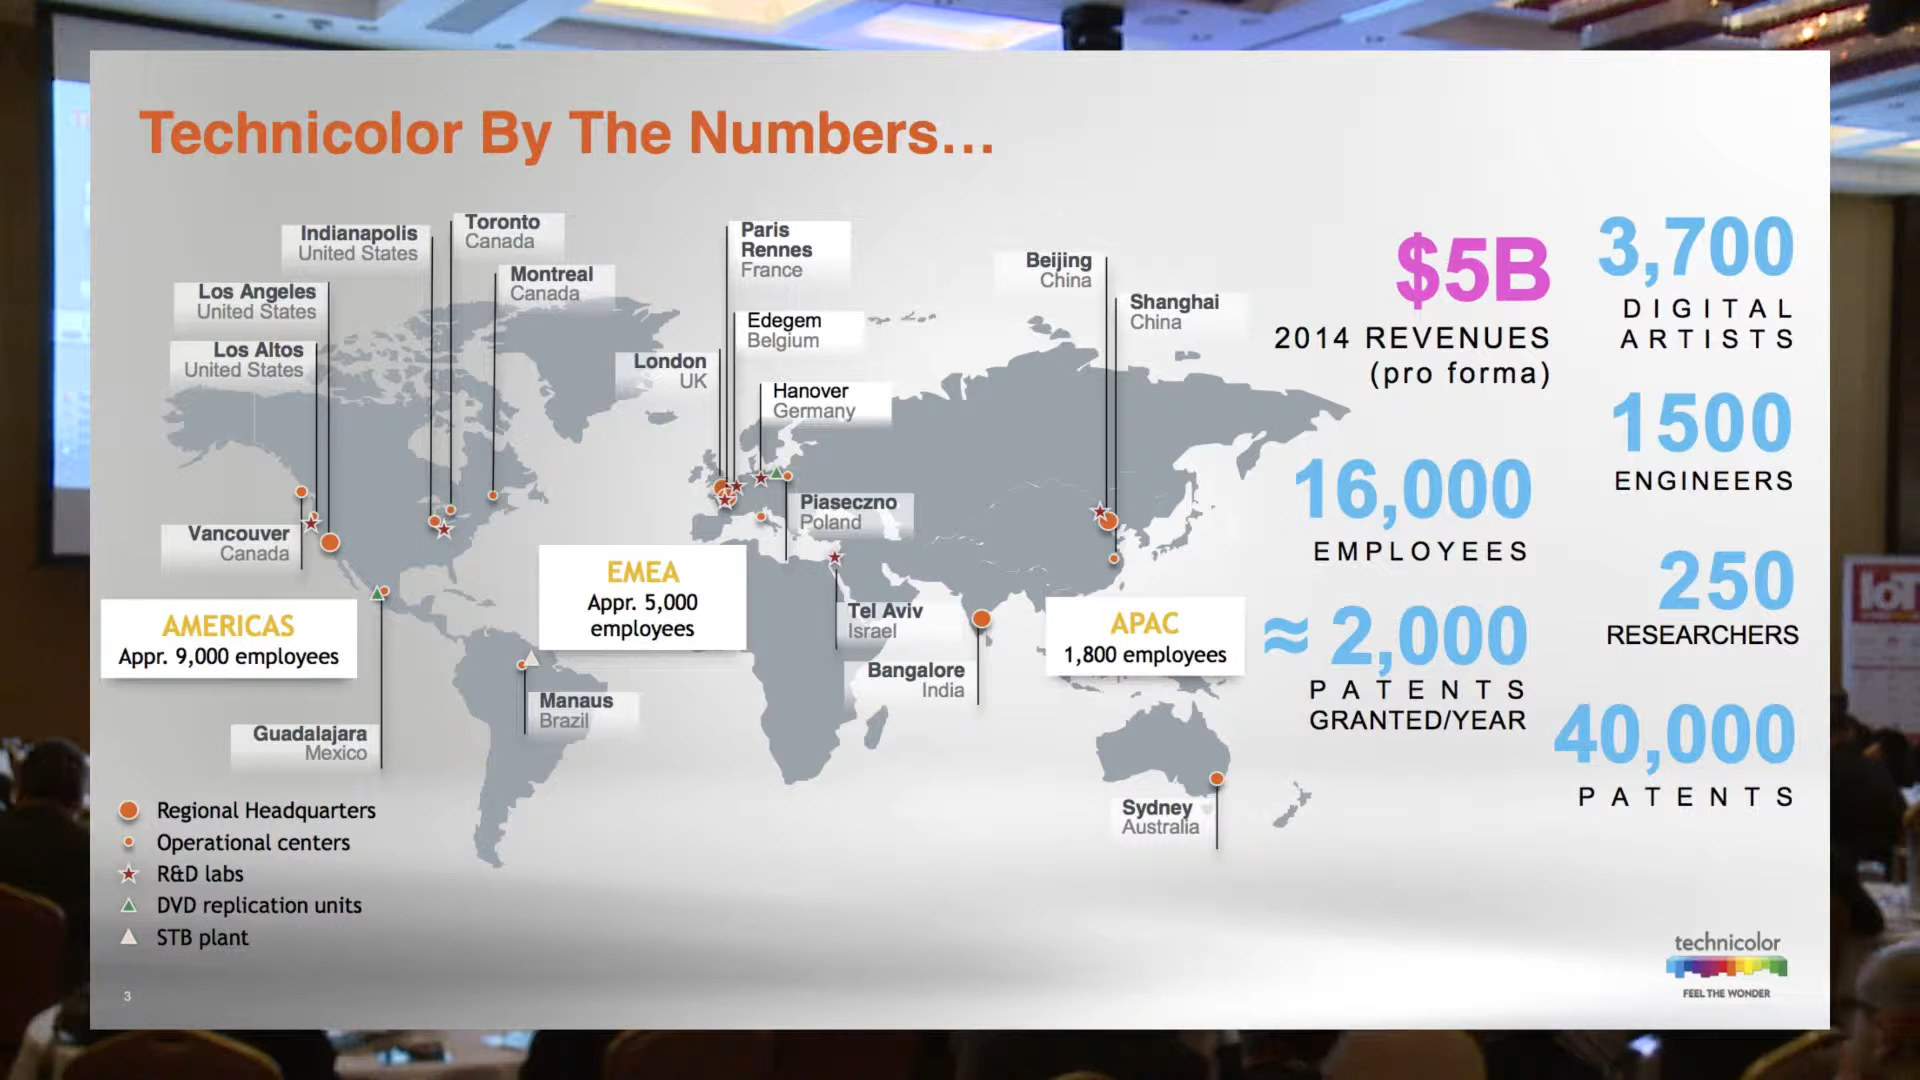 Technicolor By The Numbers...
Indianapolis
United States
Toronto
Canada
Montreal
Canada
Los Angeles
United States
Los Altos
United States
Vancouver
Canada
Guadalajara
Mexico
Manaus
Brazil
Paris
Rennes
France
Edegem
Belgium
London
UK
Hanover
Germany
Piaseczno
Poland
Tel Aviv
Israel
Bangalore
India
Beijing
China
Shanghai
China
Sydney
Australia
AMERICAS
Appr. 9,000 employees
EMEA
Appr. 5,000
employees
APAC
1,800 employees
$5B
2014 REVENUES
(pro forma)
16,000
EMPLOYEES
≈ 2,000
PATENTS
GRANTED/YEAR
3,700
DIGITAL
ARTISTS
1500
ENGINEERS
250
RESEARCHERS
40,000
PATENTS
Regional Headquarters
Operational centers
R&D labs
DVD replication units
STB plant
3
technicolor
FEEL THE WONDER
IoT